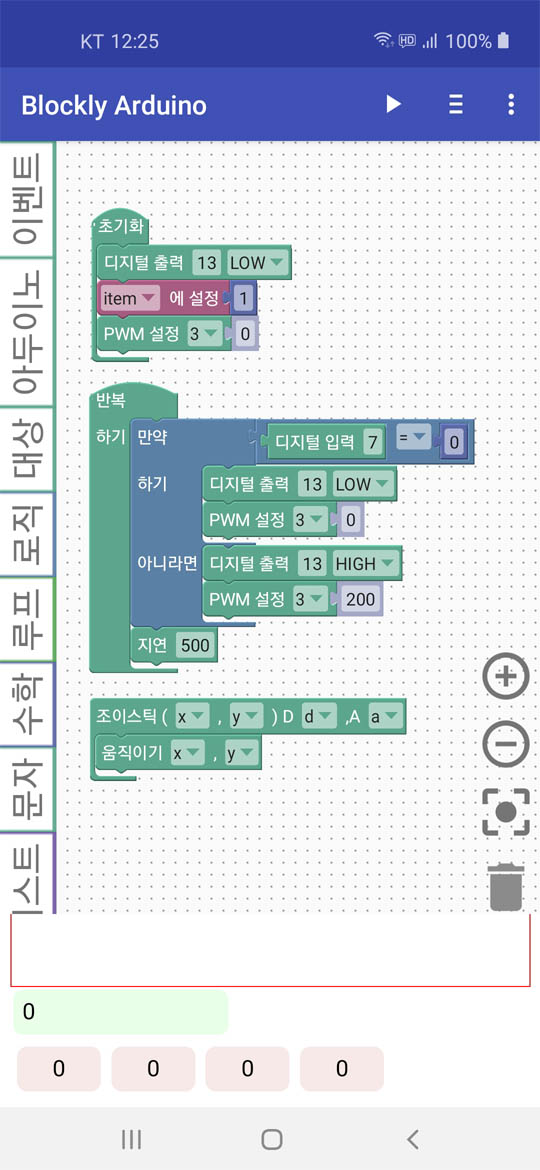 KT 12:25 HD 100%
Blockly Arduino
이벤트
아두이노
대상
로직
루프
수학
문자
스트
초기화
디지털 출력 13 LOW
item 에 설정 1
PWM 설정 3 0
반복
하기 만약 디지털 입력 7 = 0
하기 디지털 출력 13 LOW
PWM 설정 3 0
아니라면 디지털 출력 13 HIGH
PWM 설정 3 200
지연 500
조이스틱 ( x , y ) D d ,A a
움직이기 x , y
0
0 0 0 0